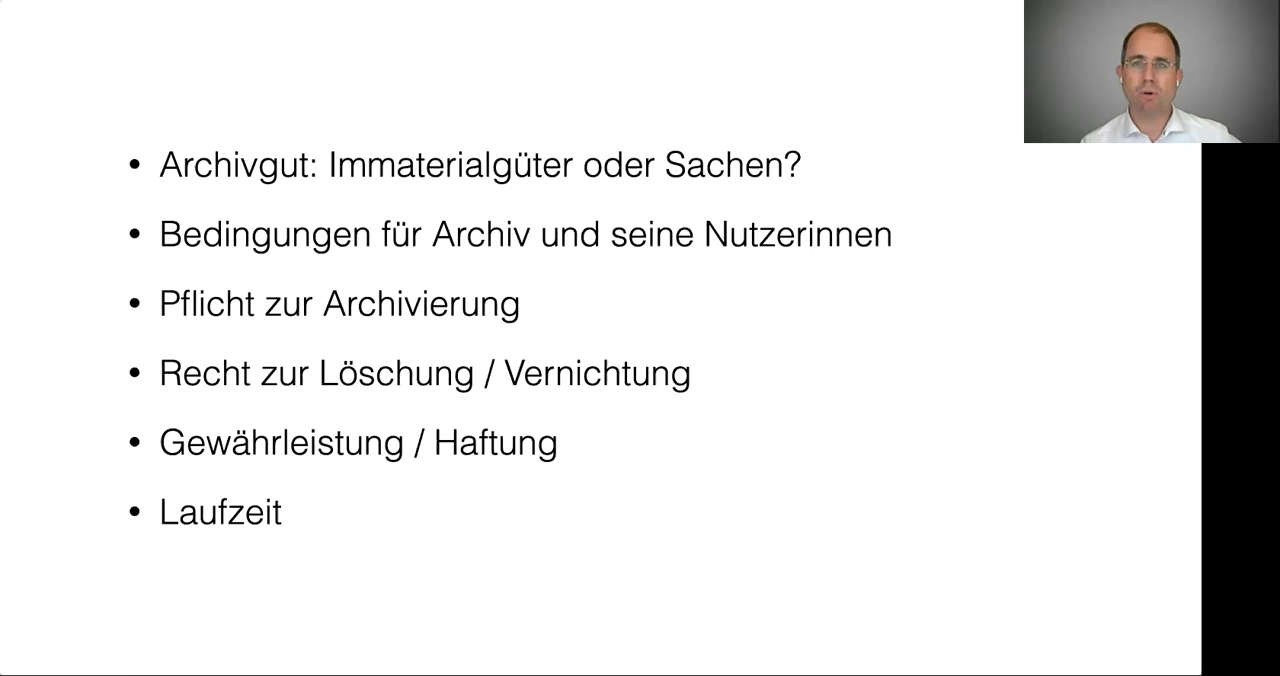 • Archivgut: Immaterialgüter oder Sachen?
• Bedingungen für Archiv und seine Nutzerinnen
• Pflicht zur Archivierung
• Recht zur Löschung / Vernichtung
• Gewährleistung / Haftung
• Laufzeit